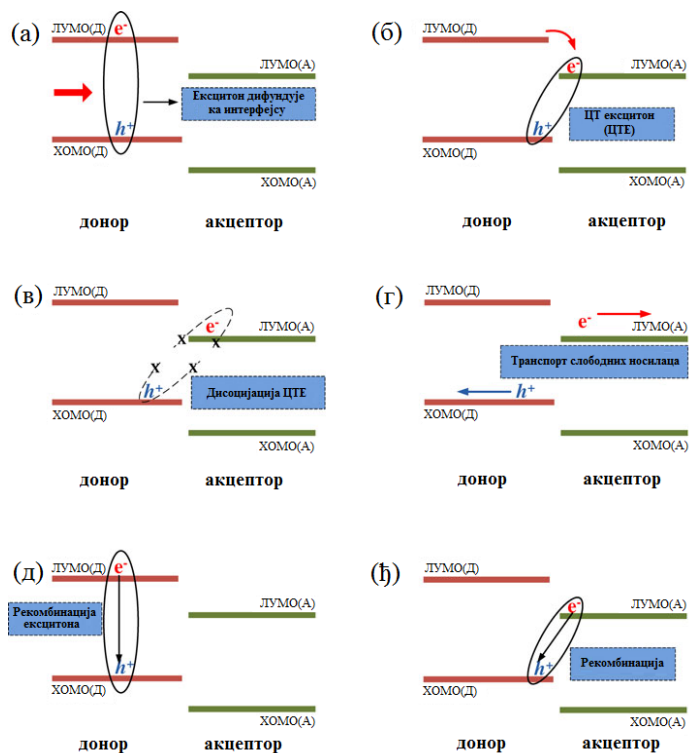 (а)
ЛУМО(Д)
e⁻
ЛУМО(А)
Ексцитон дифундује
ка интерфејсу
h⁺
ХОМО(Д)
ХОМО(А)
донор
акцептор
(б)
ЛУМО(Д)
ЛУМО(А)
e⁻
ЦТ ексцитон
(ЦТЕ)
h⁺
ХОМО(Д)
ХОМО(А)
донор
акцептор
(в)
ЛУМО(Д)
e⁻
ЛУМО(А)
x
x
x
x
h⁺
Дисоцијација ЦТЕ
ХОМО(Д)
ХОМО(А)
донор
акцептор
(г)
ЛУМО(Д)
e⁻
ЛУМО(А)
Транспорт слободних носилаца
h⁺
ХОМО(Д)
ХОМО(А)
донор
акцептор
(д)
ЛУМО(Д)
e⁻
ЛУМО(А)
Рекомбинација
ексцитона
h⁺
ХОМО(Д)
ХОМО(А)
донор
акцептор
(ђ)
ЛУМО(Д)
ЛУМО(А)
e⁻
Рекомбинација
h⁺
ХОМО(Д)
ХОМО(А)
донор
акцептор